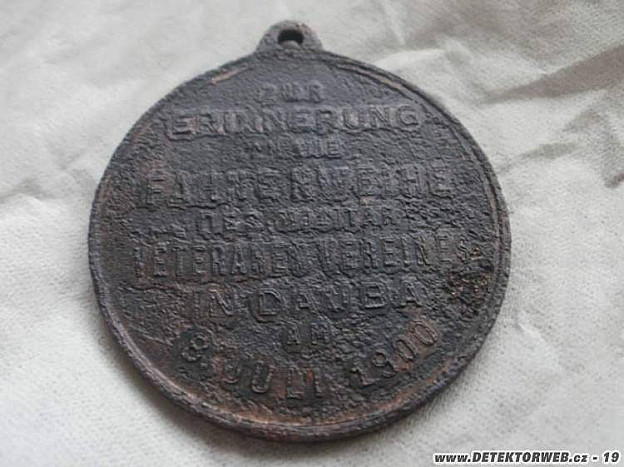 ZUR
ERINNERUNG
AN DIE
FAHNENWEIHE
DES MILITÄR
VETERANEN VEREINES
IN DAUBA
AM
8. JULI 1900
www.DETEKTORWEB.cz - 19